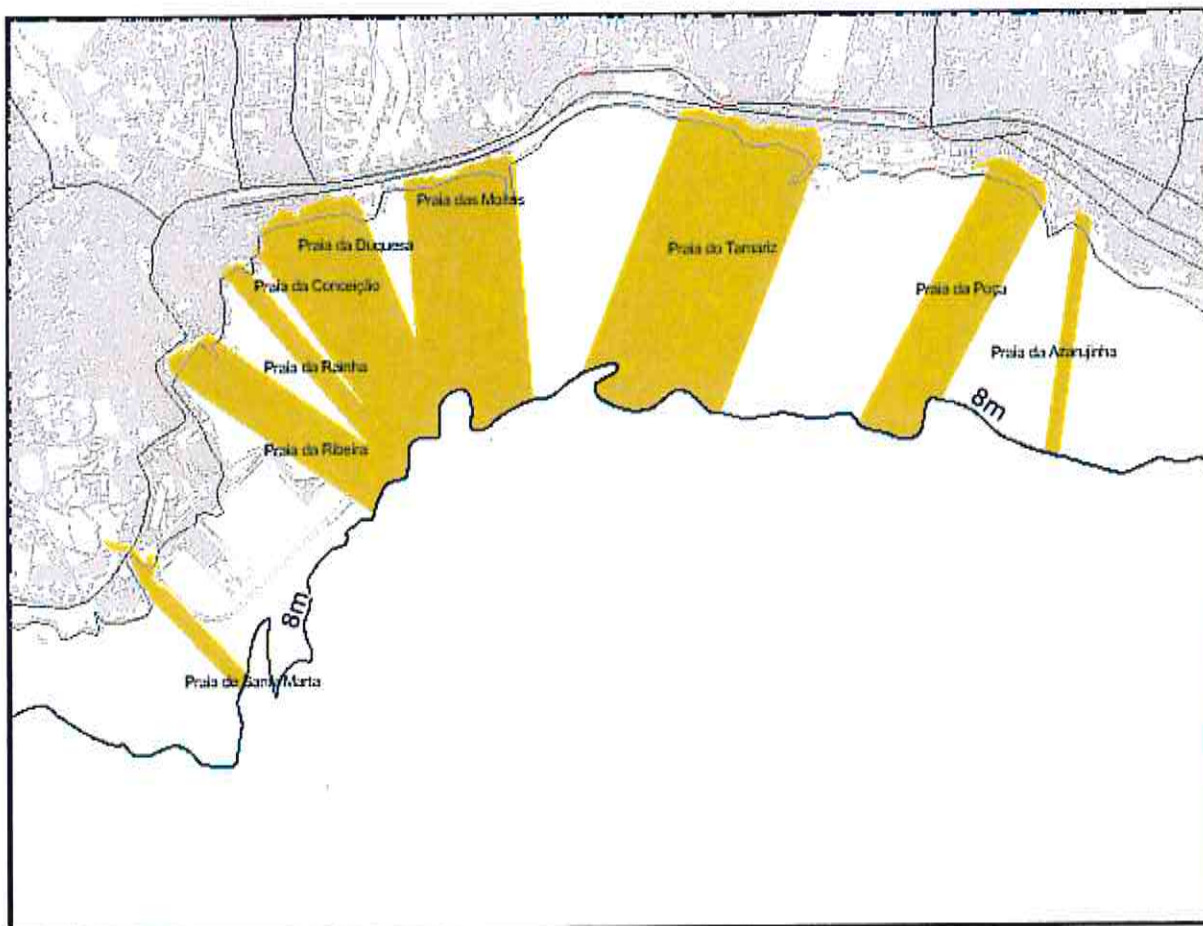 Praia das Moitas
Praia da Duquesa
Praia do Tamariz
Praia da Conceição
Praia da Poça
Praia da Azarujinha
Praia da Rainha
8m
Praia da Ribeira
8m
Praia de Santa Marta